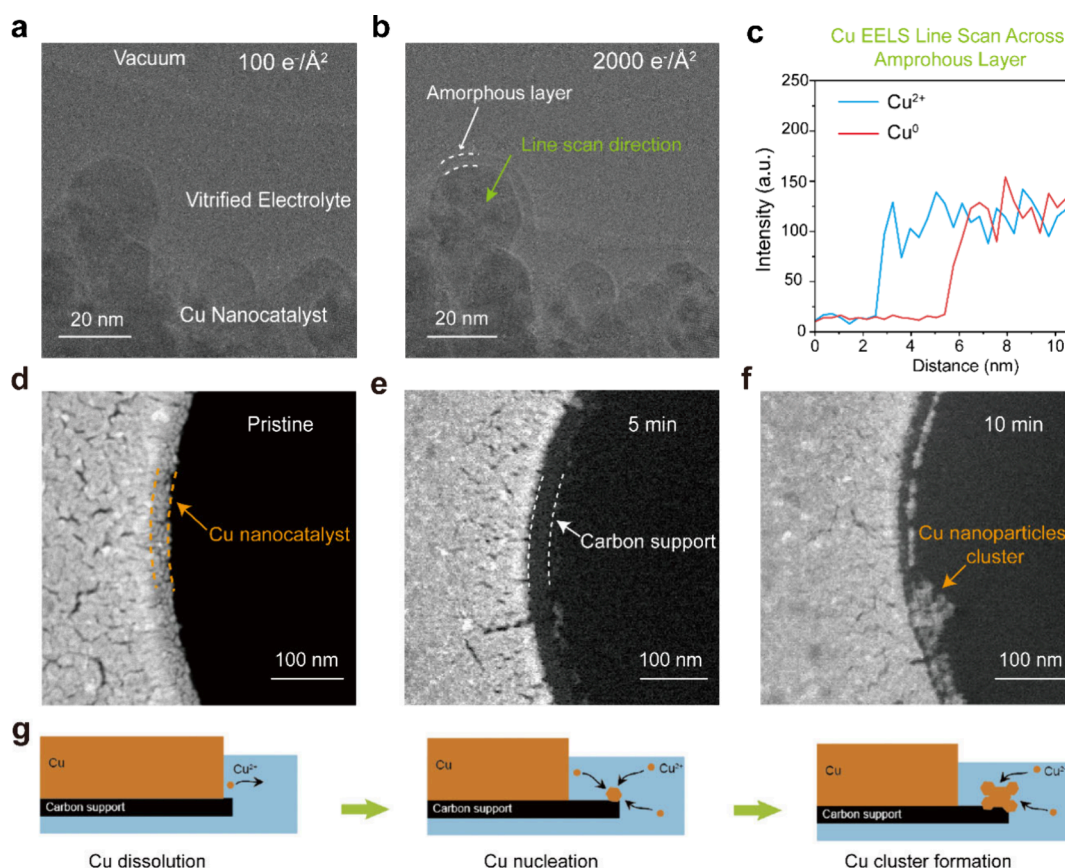 a
Vacuum
100 e⁻/Å²
Vitrified Electrolyte
Cu Nanocatalyst
20 nm
b
2000 e⁻/Å²
Amorphous layer
Line scan direction
20 nm
c
Cu EELS Line Scan Across
Amprohous Layer
Cu²⁺
Cu⁰
Intensity (a.u.)
250
200
150
100
50
0
0
2
4
6
8
10
Distance (nm)
d
Pristine
Cu nanocatalyst
100 nm
e
5 min
Carbon support
100 nm
f
10 min
Cu nanoparticles
cluster
100 nm
g
Cu
Cu²⁺
Carbon support
Cu dissolution
Cu
Cu²⁺
Carbon support
Cu nucleation
Cu
Carbon support
Cu cluster formation